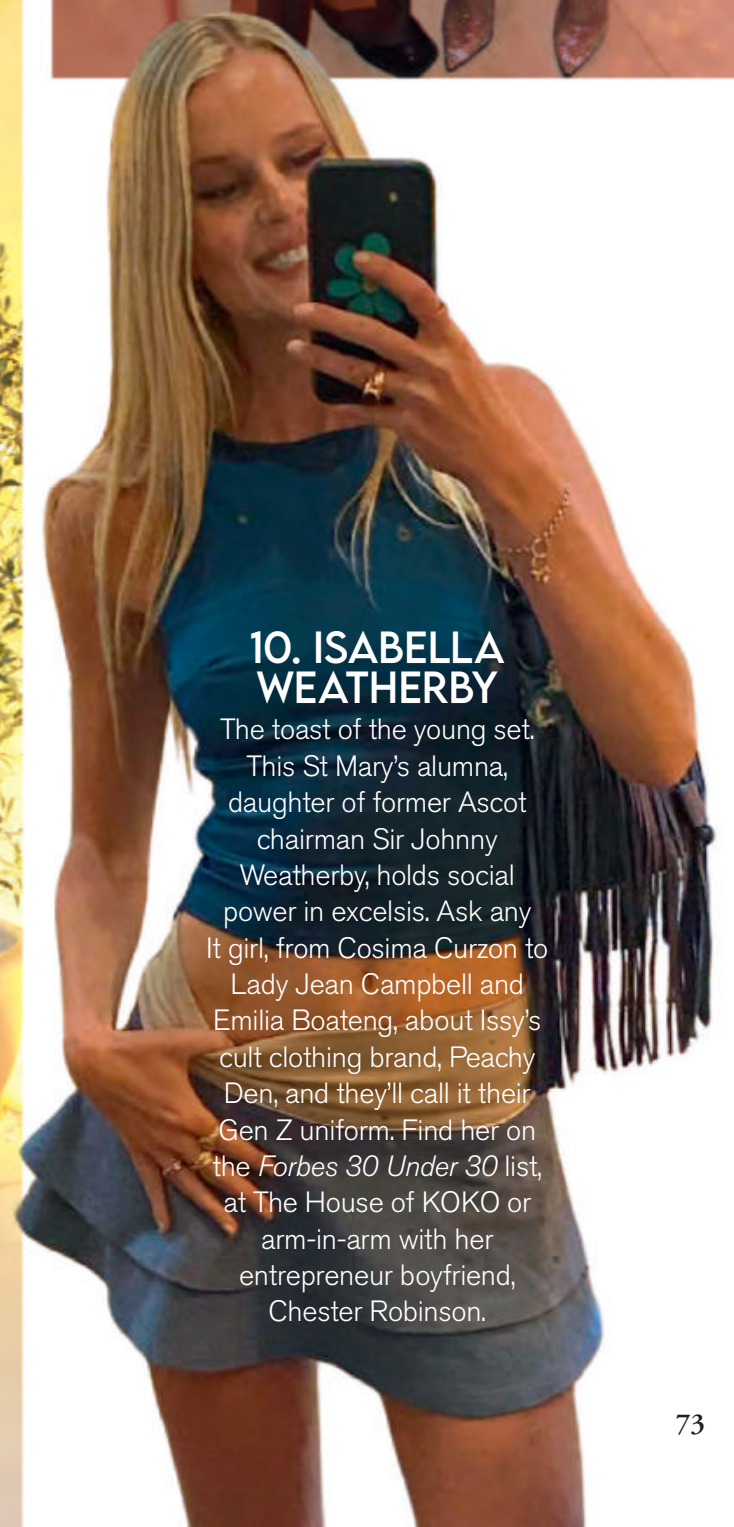 10. ISABELLA
WEATHERBY
The toast of the young set.
This St Mary’s alumna,
daughter of former Ascot
chairman Sir Johnny
Weatherby, holds social
power in excelsis. Ask any
It girl, from Cosima Curzon to
Lady Jean Campbell and
Emilia Boateng, about Issy’s
cult clothing brand, Peachy
Den, and they’ll call it their
Gen Z uniform. Find her on
the Forbes 30 Under 30 list,
at The House of KOKO or
arm-in-arm with her
entrepreneur boyfriend,
Chester Robinson.
73